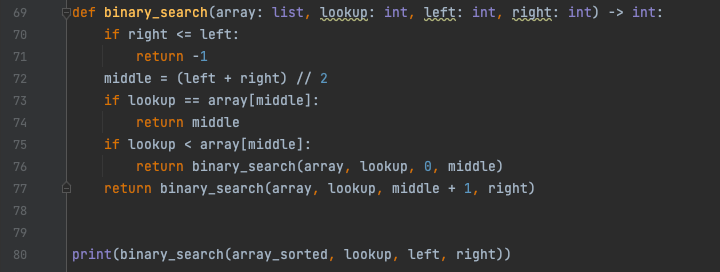 69 def binary_search(array: list, lookup: int, left: int, right: int) -> int:
70     if right <= left:
71         return -1
72     middle = (left + right) // 2
73     if lookup == array[middle]:
74         return middle
75     if lookup < array[middle]:
76         return binary_search(array, lookup, 0, middle)
77     return binary_search(array, lookup, middle + 1, right)
78
79
80 print(binary_search(array_sorted, lookup, left, right))